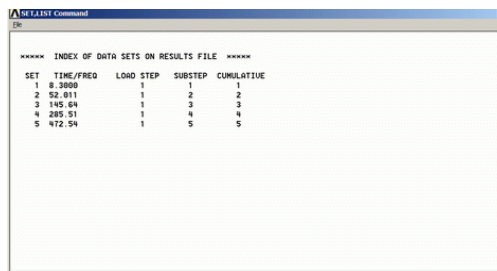 SET,LIST Command
File
***** INDEX OF DATA SETS ON RESULTS FILE *****
SET TIME/FREQ LOAD STEP SUBSTEP CUMULATIVE
1 8.3000 1 1 1
2 52.011 1 2 2
3 145.64 1 3 3
4 285.51 1 4 4
5 472.54 1 5 5